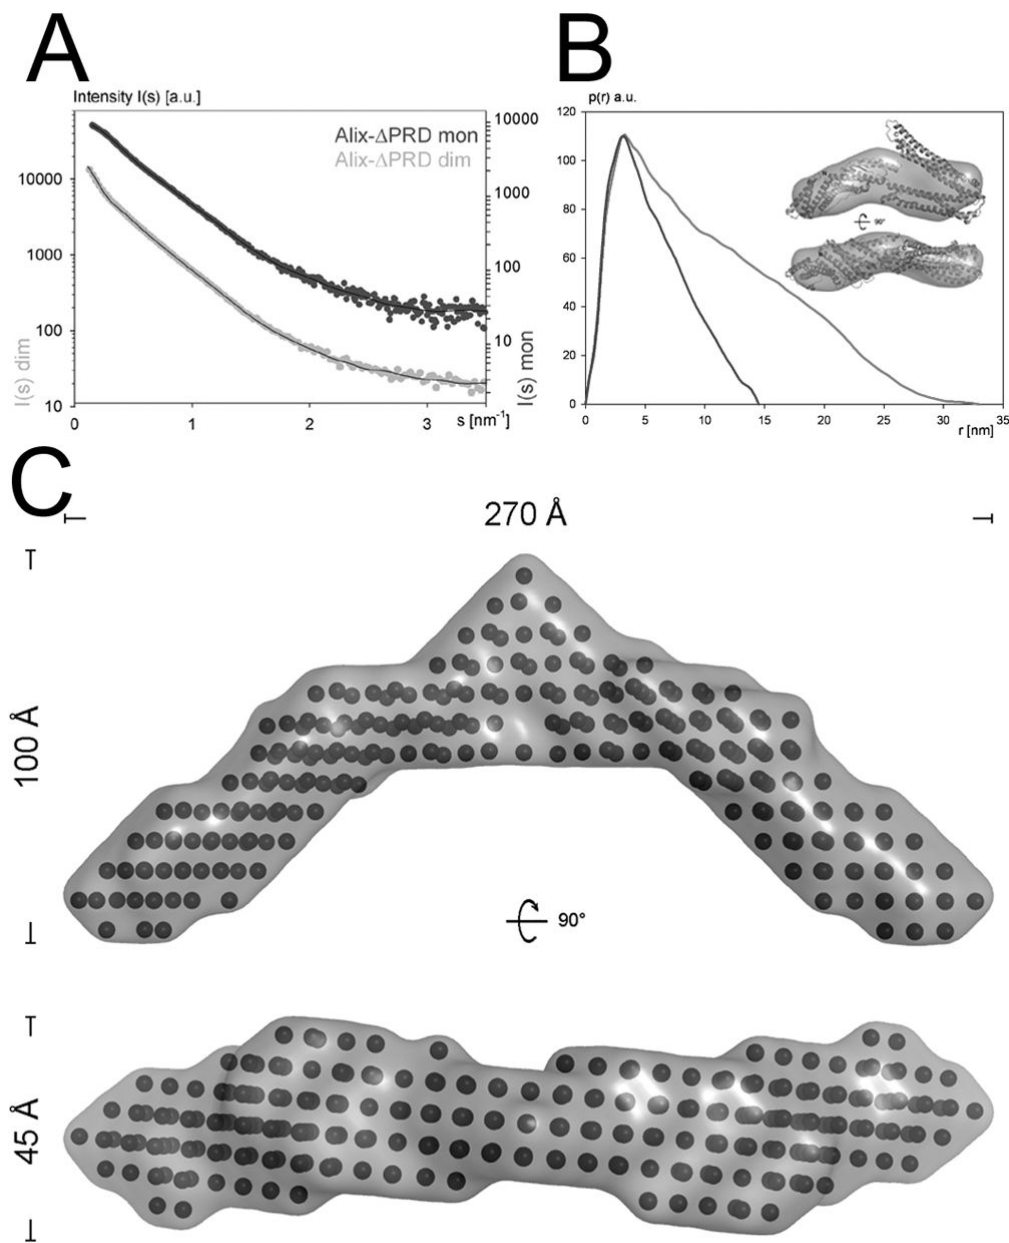 A
Intensity I(s) [a.u.]
Alix-ΔPRD mon
Alix-ΔPRD dim
10000
1000
100
10
I(s) dim
10000
1000
100
10
I(s) mon
0 1 2 3 s [nm⁻¹]
B
p(r) a.u.
120
100
80
60
40
20
0
90°
0 5 10 15 20 25 30 35
r [nm]
C
270 Å
100 Å
90°
45 Å